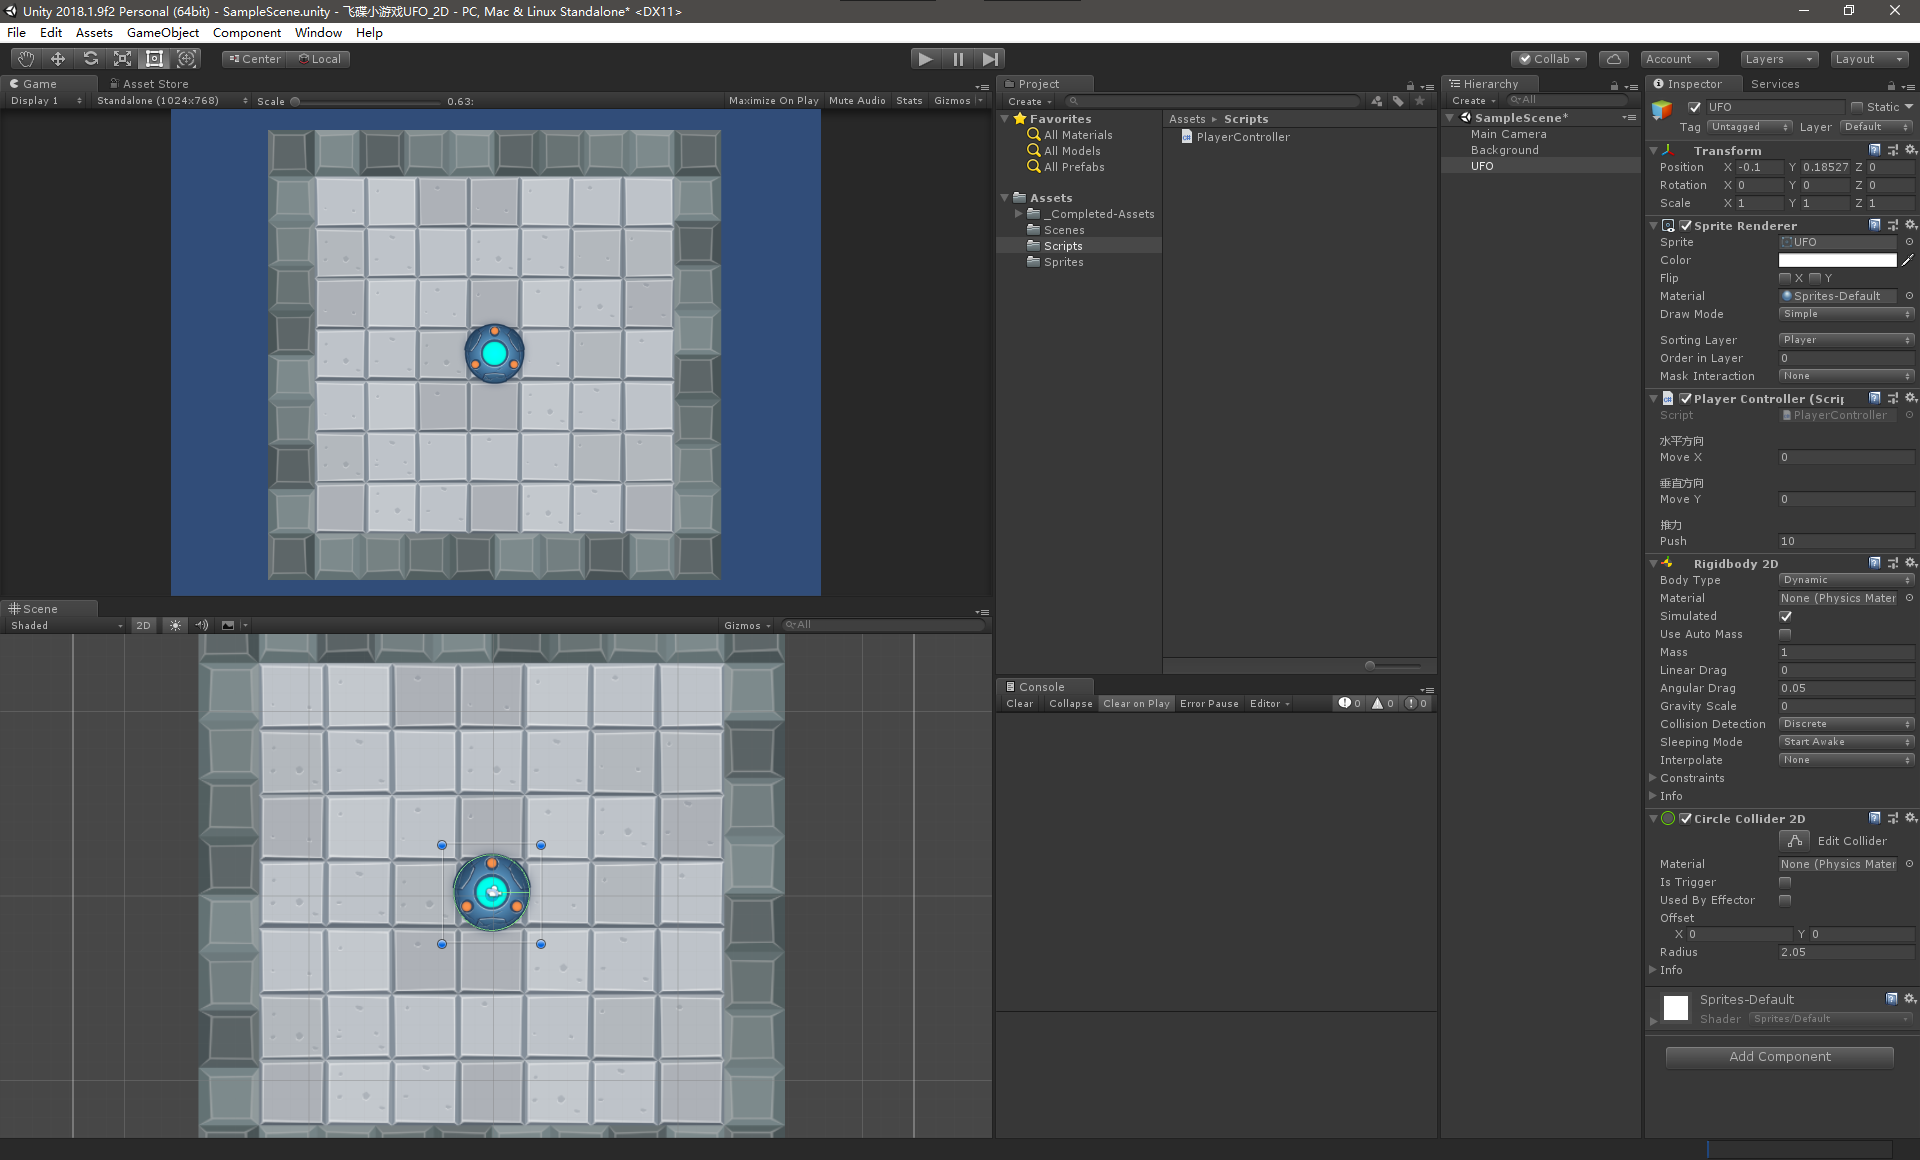 Unity 2018.1.9f2 Personal (64bit) - SampleScene.unity - 飞碟小游戏UFO_2D - PC, Mac & Linux Standalone* <DX11>
File Edit Assets GameObject Component Window Help
Center Local
Collab Account Layers Layout
Game Asset Store
Display 1 Standalone (1024x768) Scale 0.63: Maximize On Play Mute Audio Stats Gizmos
Scene
Shaded 2D Gizmos All
Project
Create
Favorites
All Materials
All Models
All Prefabs
Assets
_Completed-Assets
Scenes
Scripts
Sprites
Assets Scripts
PlayerController
Console
Clear Collapse Clear on Play Error Pause Editor 0 0 0
Hierarchy
Create All
SampleScene*
Main Camera
Background
UFO
Inspector Services
UFO Static
Tag Untagged Layer Default
Transform
Position X -0.1 Y 0.18527 Z 0
Rotation X 0 Y 0 Z 0
Scale X 1 Y 1 Z 1
Sprite Renderer
Sprite UFO
Color
Flip X Y
Material Sprites-Default
Draw Mode Simple
Sorting Layer Player
Order in Layer 0
Mask Interaction None
Player Controller (Scrip
Script PlayerController
水平方向
Move X 0
垂直方向
Move Y 0
推力
Push 10
Rigidbody 2D
Body Type Dynamic
Material None (Physics Mater
Simulated
Use Auto Mass
Mass 1
Linear Drag 0
Angular Drag 0.05
Gravity Scale 0
Collision Detection Discrete
Sleeping Mode Start Awake
Interpolate None
Constraints
Info
Circle Collider 2D
Edit Collider
Material None (Physics Mater
Is Trigger
Used By Effector
Offset
X 0 Y 0
Radius 2.05
Info
Sprites-Default
Shader Sprites/Default
Add Component